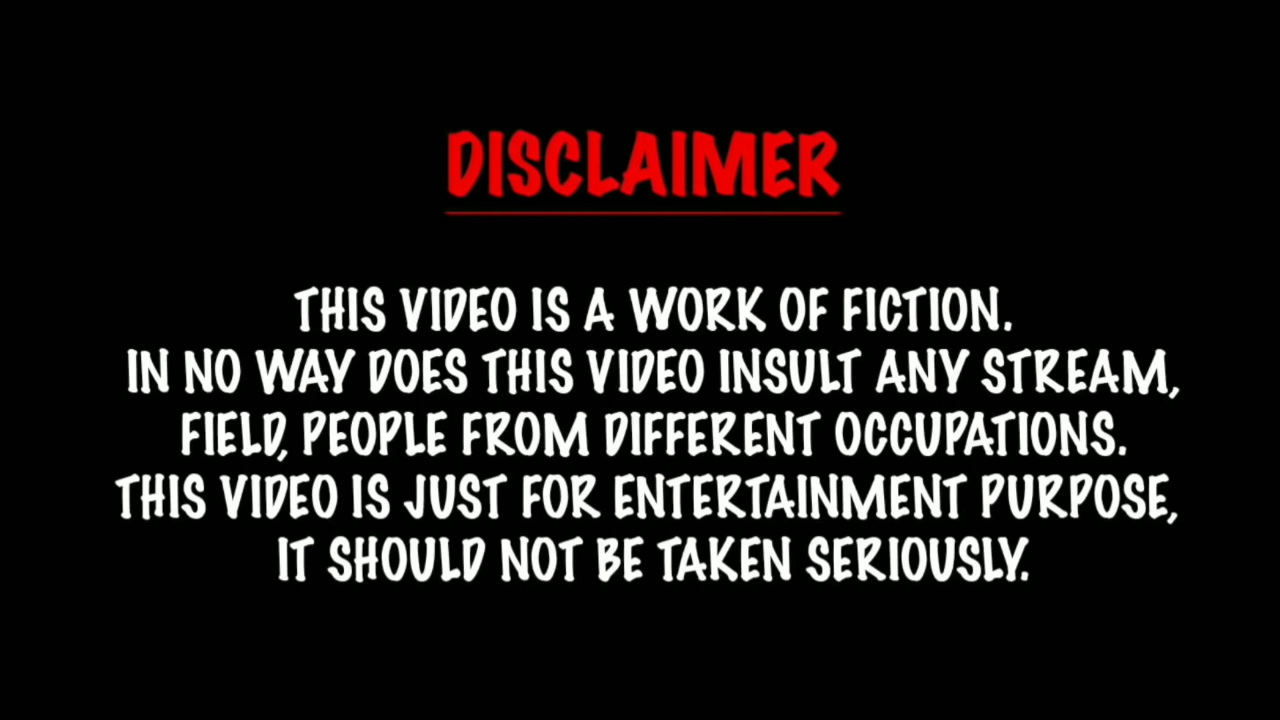 DISCLAIMER
THIS VIDEO IS A WORK OF FICTION.
IN NO WAY DOES THIS VIDEO INSULT ANY STREAM,
FIELD, PEOPLE FROM DIFFERENT OCCUPATIONS.
THIS VIDEO IS JUST FOR ENTERTAINMENT PURPOSE,
IT SHOULD NOT BE TAKEN SERIOUSLY.